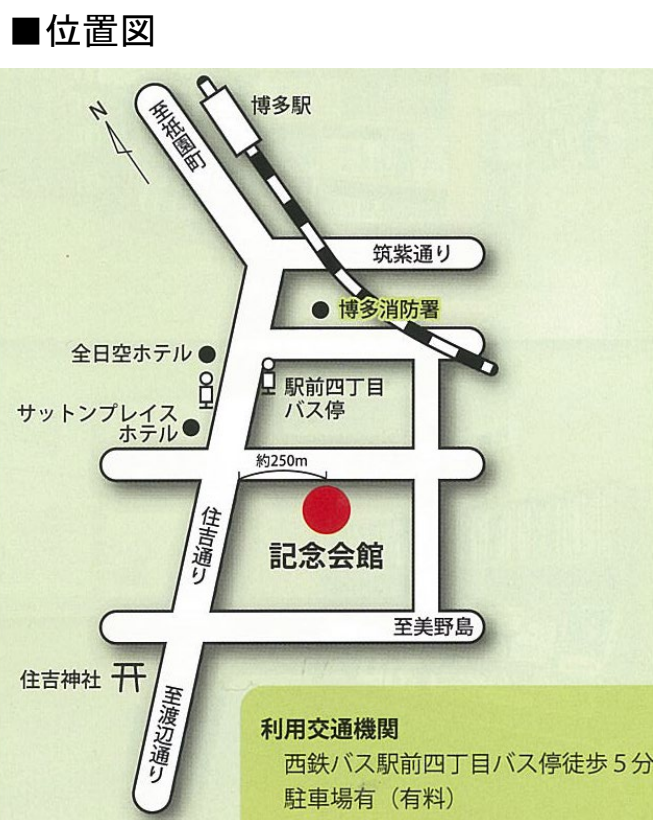 ■位置図
N
至祇園町
博多駅
筑紫通り
博多消防署
全日空ホテル
駅前四丁目
バス停
サットンプレイス
ホテル
約250m
住吉通り
記念会館
至美野島
住吉神社
至渡辺通り
利用交通機関
西鉄バス駅前四丁目バス停徒歩5分
駐車場有（有料）